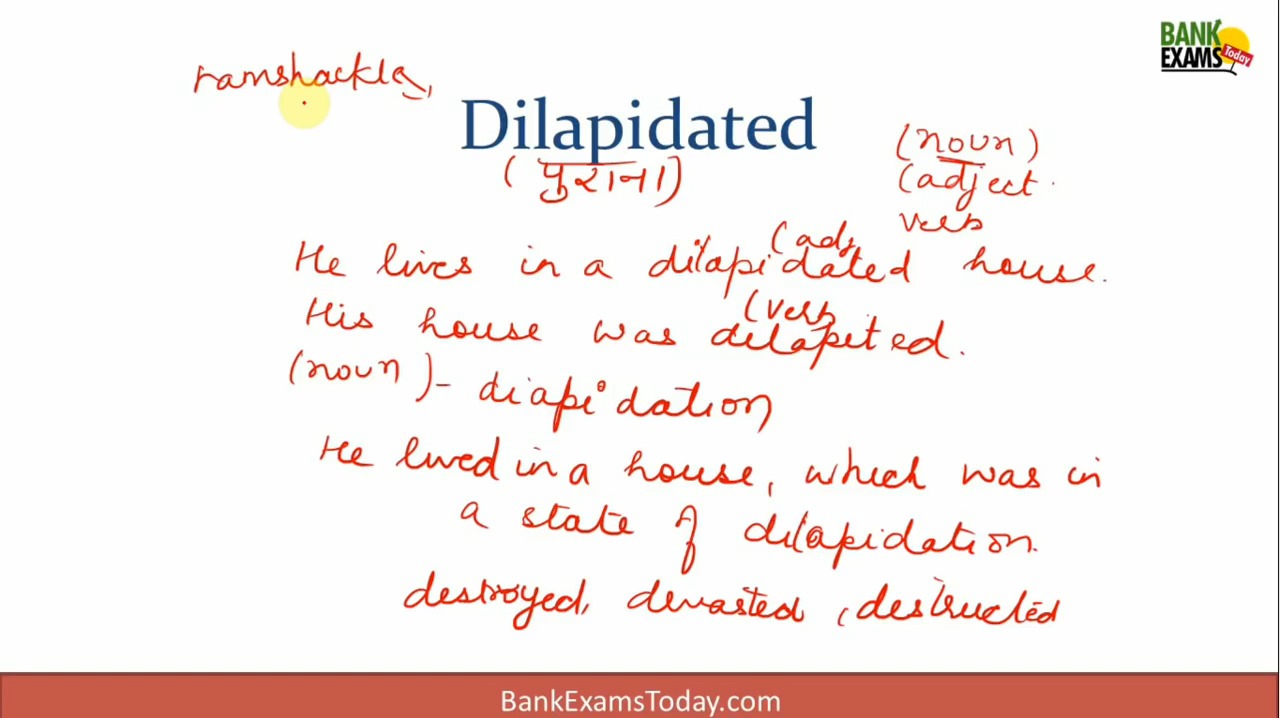 BANK
EXAMS
Today
ramshackle,
Dilapidated
(पुराना)
(noun)
(adject.
verb
(adj
He lives in a dilapidated house.
(verb
His house was dilapited.
(noun) - diapidation
He lived in a house, which was in
a state of dilapidation.
destroyed, devasted, destructed
BankExamsToday.com